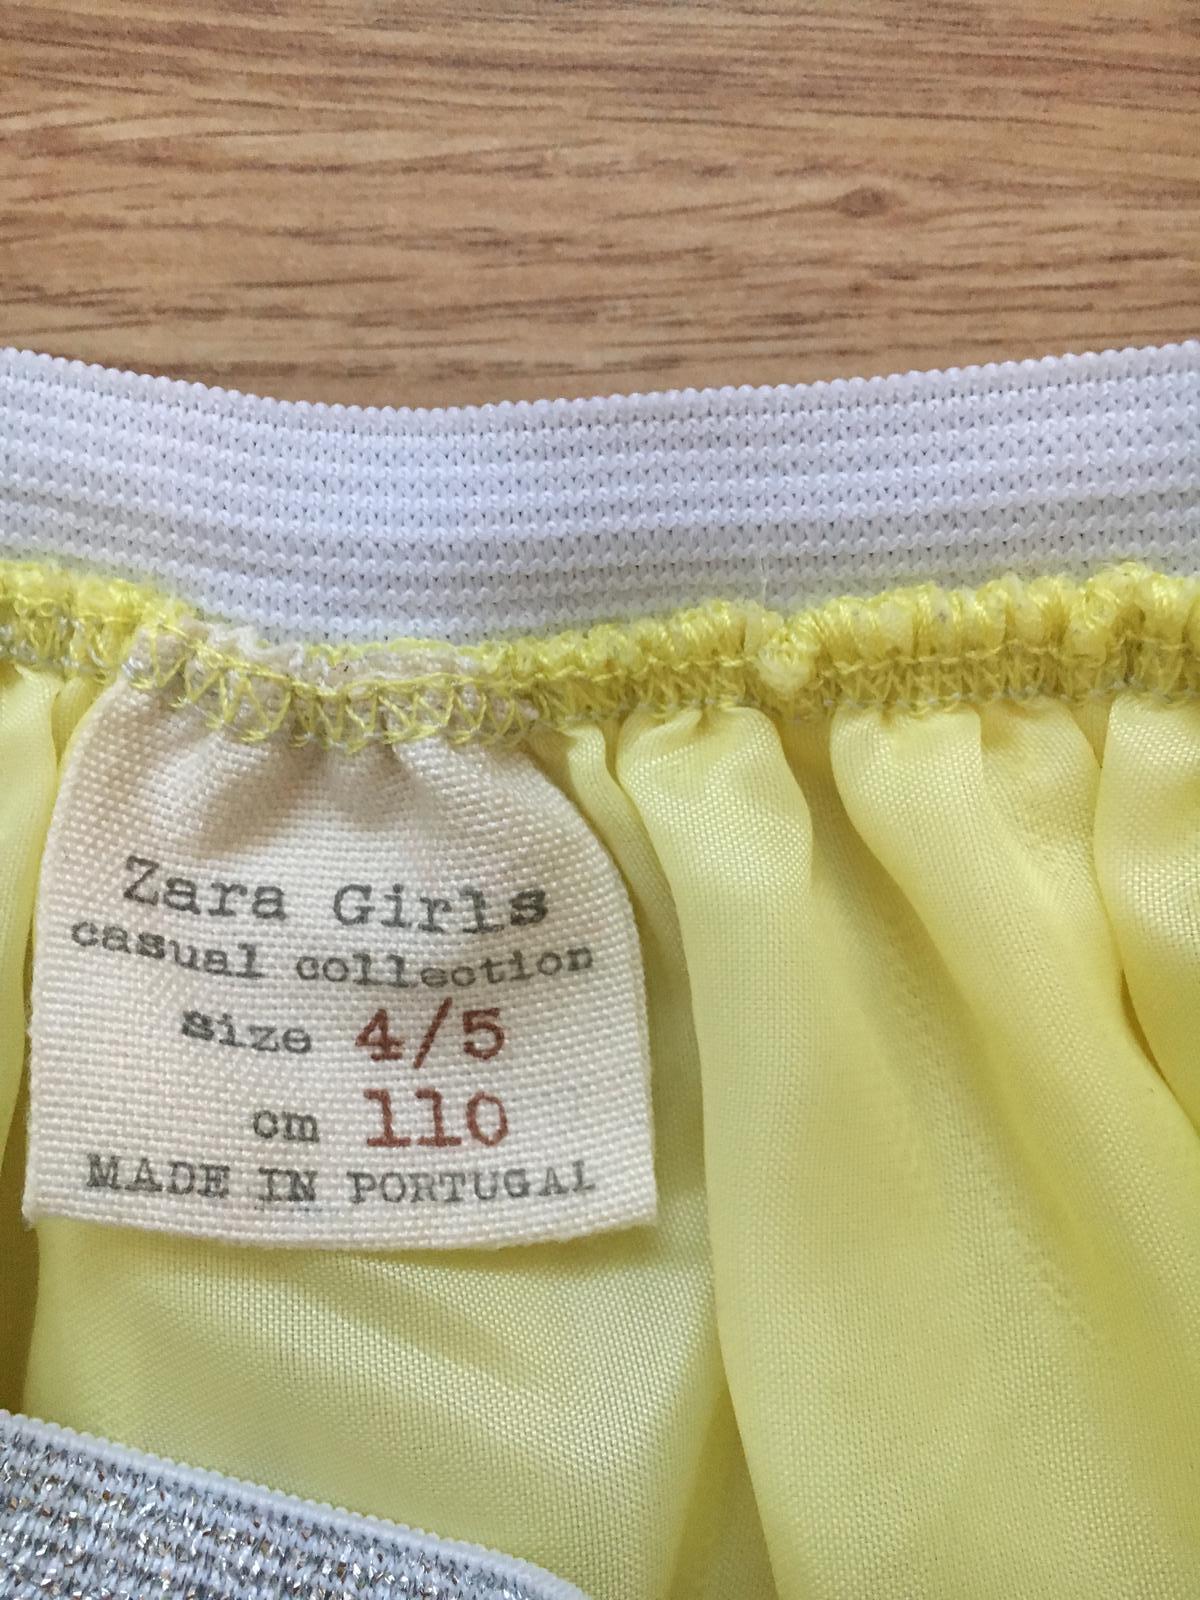 Zara Girls
casual collection
size 4/5
cm 110
MADE IN PORTUGAL